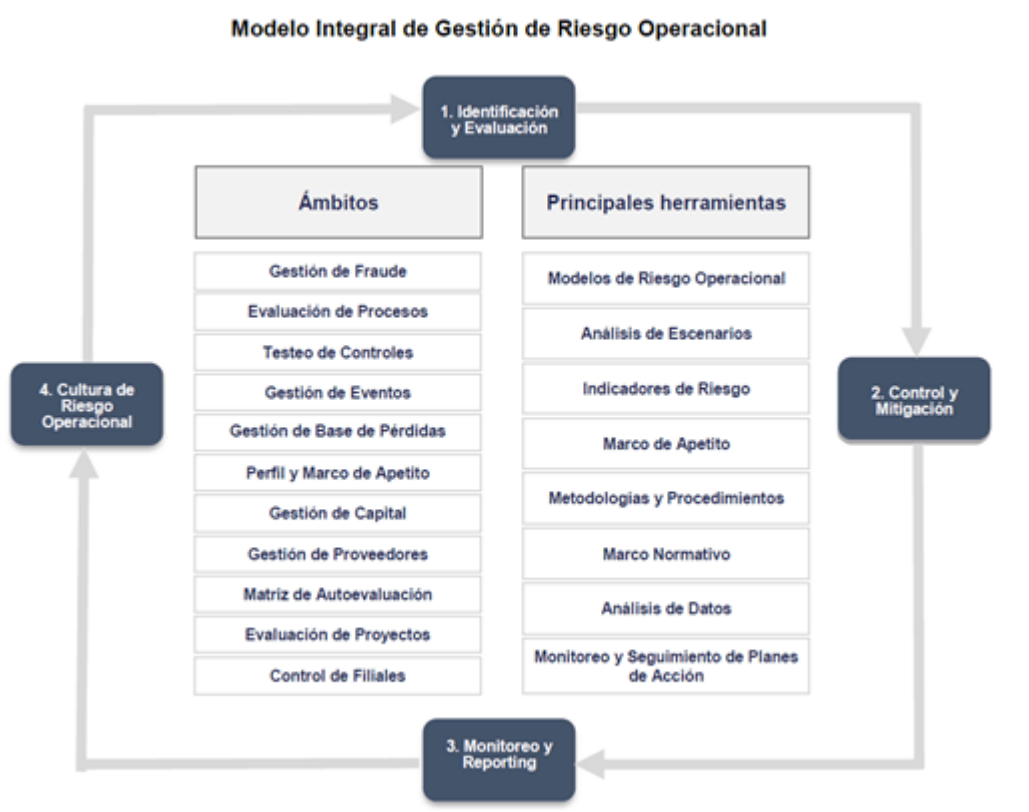 Modelo Integral de Gestión de Riesgo Operacional
1. Identificación
y Evaluación
Ámbitos
Gestión de Fraude
Evaluación de Procesos
Testeo de Controles
Gestión de Eventos
Gestión de Base de Pérdidas
Perfil y Marco de Apetito
Gestión de Capital
Gestión de Proveedores
Matriz de Autoevaluación
Evaluación de Proyectos
Control de Filiales
Principales herramientas
Modelos de Riesgo Operacional
Análisis de Escenarios
Indicadores de Riesgo
Marco de Apetito
Metodologías y Procedimientos
Marco Normativo
Análisis de Datos
Monitoreo y Seguimiento de Planes
de Acción
2. Control y
Mitigación
3. Monitoreo y
Reporting
4. Cultura de
Riesgo
Operacional